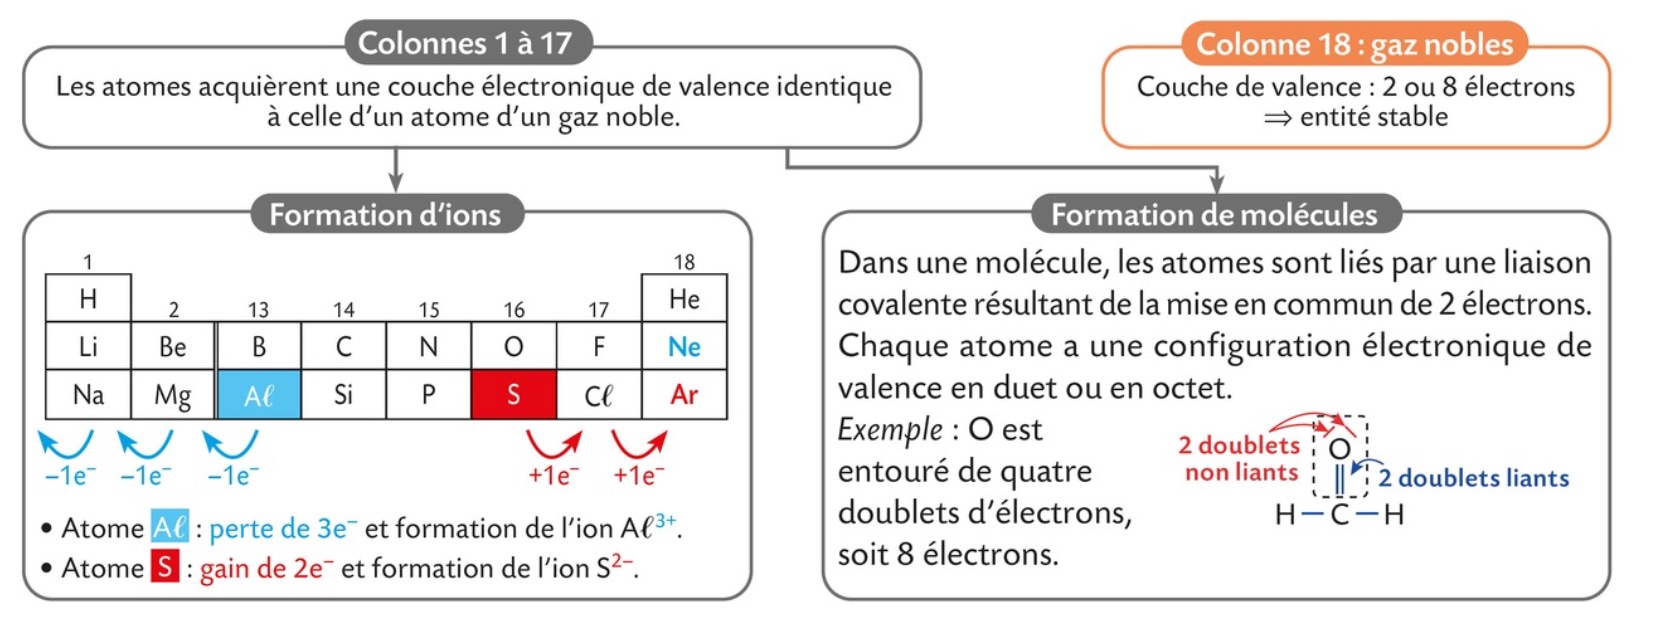 Colonnes 1 à 17
Les atomes acquièrent une couche électronique de valence identique
à celle d'un atome d'un gaz noble.
Colonne 18 : gaz nobles
Couche de valence : 2 ou 8 électrons
⇒ entité stable
Formation d'ions
1 18
H He
2 13 14 15 16 17
Li Be B C N O F Ne
Na Mg Aℓ Si P S Cℓ Ar
–1e⁻ –1e⁻ –1e⁻ +1e⁻ +1e⁻
• Atome Aℓ : perte de 3e⁻ et formation de l'ion Aℓ³⁺.
• Atome S : gain de 2e⁻ et formation de l'ion S²⁻.
Formation de molécules
Dans une molécule, les atomes sont liés par une liaison
covalente résultant de la mise en commun de 2 électrons.
Chaque atome a une configuration électronique de
valence en duet ou en octet.
Exemple : O est
entouré de quatre
doublets d'électrons,
soit 8 électrons.
2 doublets
non liants
O
2 doublets liants
H – C – H